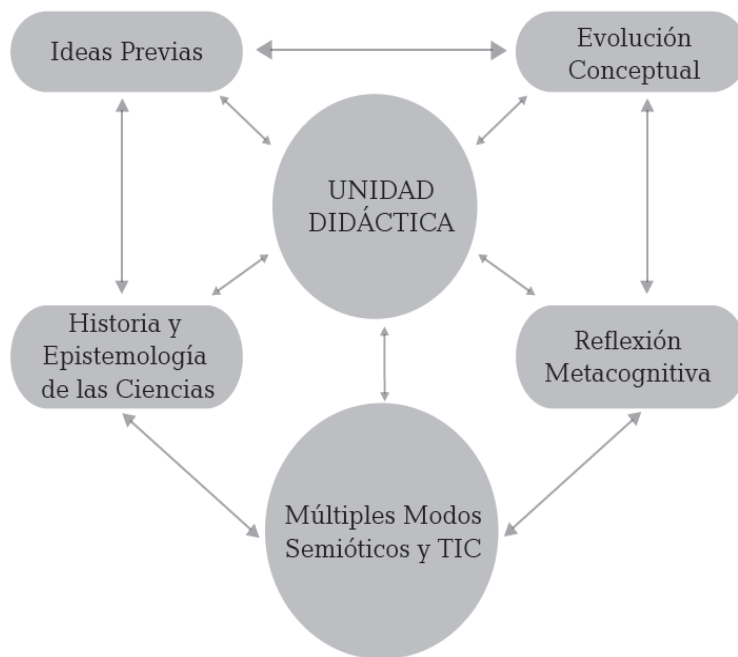 Ideas Previas
Evolución
Conceptual
UNIDAD
DIDÁCTICA
Historia y
Epistemología
de las Ciencias
Reflexión
Metacognitiva
Múltiples Modos
Semióticos y TIC